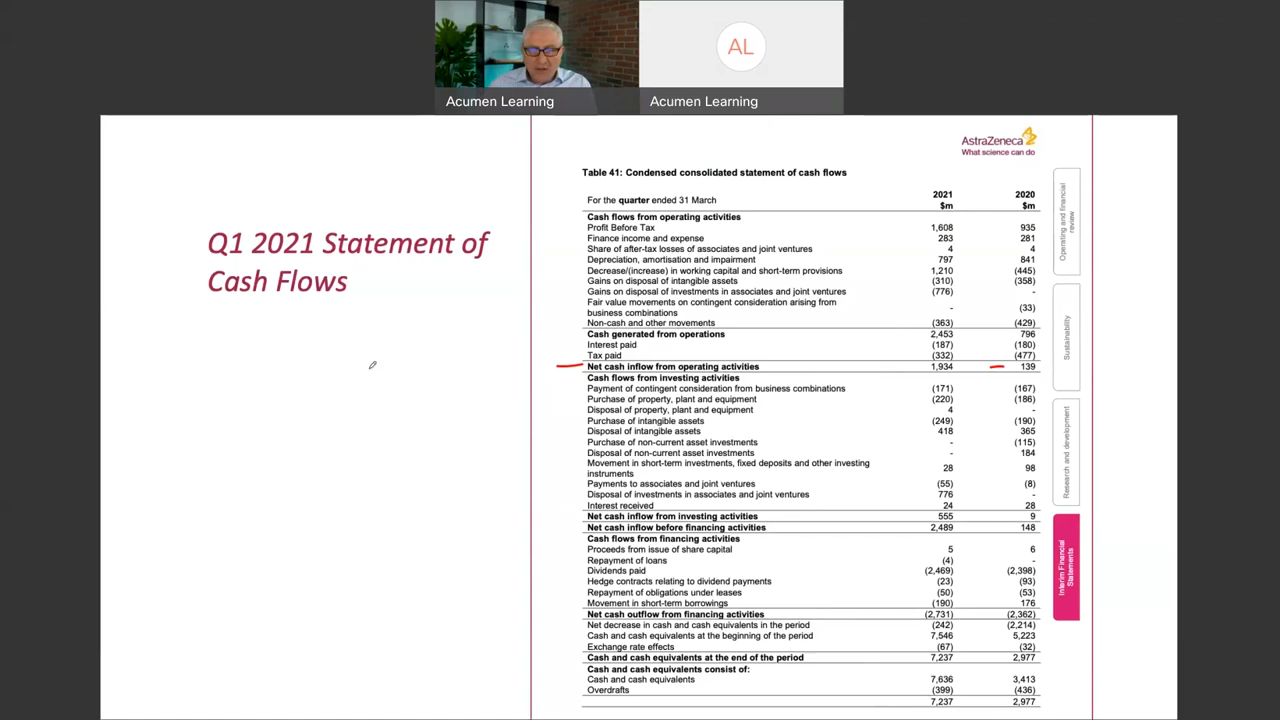 AL
Acumen Learning
Acumen Learning
Q1 2021 Statement of
Cash Flows
AstraZeneca
What science can do
Table 41: Condensed consolidated statement of cash flows
2021 2020
For the quarter ended 31 March $m $m
Cash flows from operating activities
Profit Before Tax 1,608 935
Finance income and expense 283 281
Share of after-tax losses of associates and joint ventures 4 4
Depreciation, amortisation and impairment 797 841
Decrease/(increase) in working capital and short-term provisions 1,210 (445)
Gains on disposal of intangible assets (310) (358)
Gains on disposal of investments in associates and joint ventures (776) -
Fair value movements on contingent consideration arising from
business combinations - (33)
Non-cash and other movements (363) (429)
Cash generated from operations 2,453 796
Interest paid (187) (180)
Tax paid (332) (477)
Net cash inflow from operating activities 1,934 139
Cash flows from investing activities
Payment of contingent consideration from business combinations (171) (167)
Purchase of property, plant and equipment (220) (186)
Disposal of property, plant and equipment 4 -
Purchase of intangible assets (249) (190)
Disposal of intangible assets 418 365
Purchase of non-current asset investments - (115)
Disposal of non-current asset investments - 184
Movement in short-term investments, fixed deposits and other investing
instruments 28 98
Payments to associates and joint ventures (55) (8)
Disposal of investments in associates and joint ventures 776 -
Interest received 24 28
Net cash inflow from investing activities 555 9
Net cash inflow before financing activities 2,489 148
Cash flows from financing activities
Proceeds from issue of share capital 5 6
Repayment of loans (4) -
Dividends paid (2,469) (2,398)
Hedge contracts relating to dividend payments (23) (93)
Repayment of obligations under leases (50) (53)
Movement in short-term borrowings (190) 176
Net cash outflow from financing activities (2,731) (2,362)
Net decrease in cash and cash equivalents in the period (242) (2,214)
Cash and cash equivalents at the beginning of the period 7,546 5,223
Exchange rate effects (67) (32)
Cash and cash equivalents at the end of the period 7,237 2,977
Cash and cash equivalents consist of:
Cash and cash equivalents 7,636 3,413
Overdrafts (399) (436)
7,237 2,977
Operating and financial
review
Sustainability
Research and development
Interim Financial
Statements